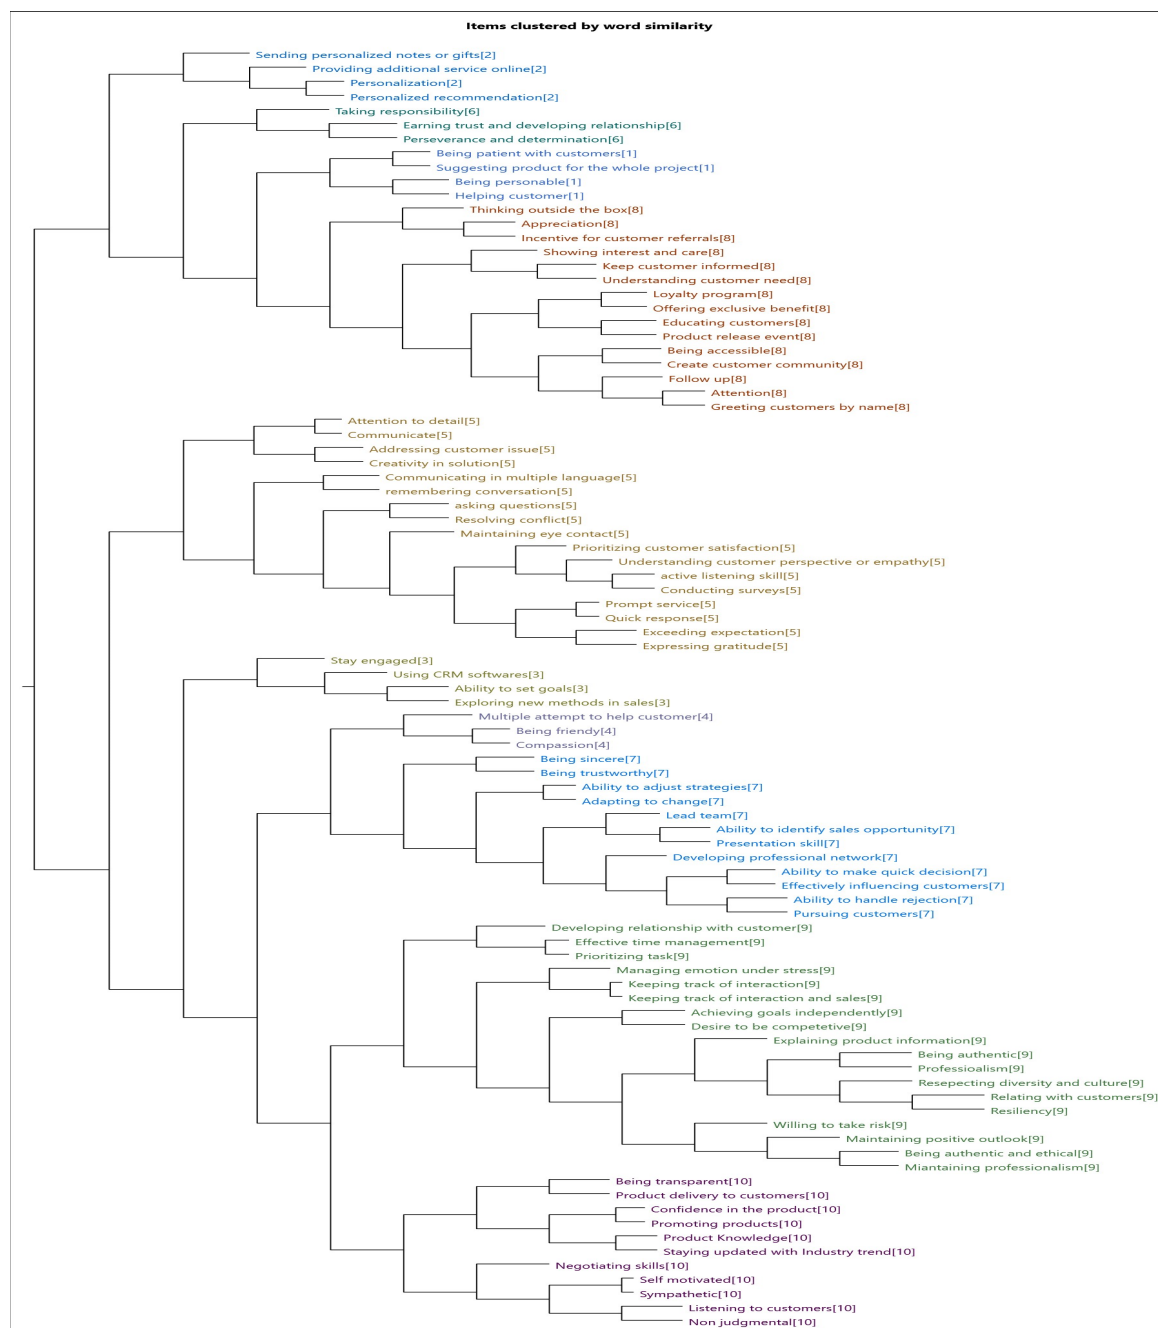 Items clustered by word similarity
Sending personalized notes or gifts[2]
Providing additional service online[2]
Personalization[2]
Personalized recommendation[2]
Taking responsibility[6]
Earning trust and developing relationship[6]
Perseverance and determination[6]
Being patient with customers[1]
Suggesting product for the whole project[1]
Being personable[1]
Helping customer[1]
Thinking outside the box[8]
Appreciation[8]
Incentive for customer referrals[8]
Showing interest and care[8]
Keep customer informed[8]
Understanding customer need[8]
Loyalty program[8]
Offering exclusive benefit[8]
Educating customers[8]
Product release event[8]
Being accessible[8]
Create customer community[8]
Follow up[8]
Attention[8]
Greeting customers by name[8]
Attention to detail[5]
Communicate[5]
Addressing customer issue[5]
Creativity in solution[5]
Communicating in multiple language[5]
remembering conversation[5]
asking questions[5]
Resolving conflict[5]
Maintaining eye contact[5]
Prioritizing customer satisfaction[5]
Understanding customer perspective or empathy[5]
active listening skill[5]
Conducting surveys[5]
Prompt service[5]
Quick response[5]
Exceeding expectation[5]
Expressing gratitude[5]
Stay engaged[3]
Using CRM softwares[3]
Ability to set goals[3]
Exploring new methods in sales[3]
Multiple attempt to help customer[4]
Being friendy[4]
Compassion[4]
Being sincere[7]
Being trustworthy[7]
Ability to adjust strategies[7]
Adapting to change[7]
Lead team[7]
Ability to identify sales opportunity[7]
Presentation skill[7]
Developing professional network[7]
Ability to make quick decision[7]
Effectively influencing customers[7]
Ability to handle rejection[7]
Pursuing customers[7]
Developing relationship with customer[9]
Effective time management[9]
Prioritizing task[9]
Managing emotion under stress[9]
Keeping track of interaction[9]
Keeping track of interaction and sales[9]
Achieving goals independently[9]
Desire to be competetive[9]
Explaining product information[9]
Being authentic[9]
Professioalism[9]
Resepecting diversity and culture[9]
Relating with customers[9]
Resiliency[9]
Willing to take risk[9]
Maintaining positive outlook[9]
Being authentic and ethical[9]
Miantaining professionalism[9]
Being transparent[10]
Product delivery to customers[10]
Confidence in the product[10]
Promoting products[10]
Product Knowledge[10]
Staying updated with Industry trend[10]
Negotiating skills[10]
Self motivated[10]
Sympathetic[10]
Listening to customers[10]
Non judgmental[10]